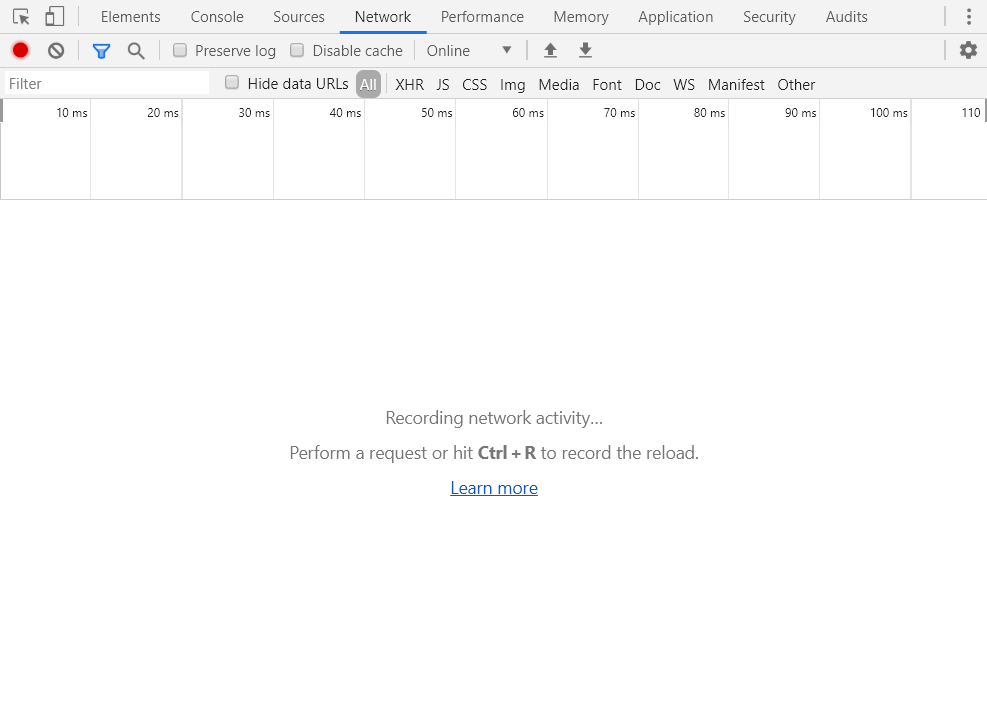 Elements Console Sources Network Performance Memory Application Security Audits
Preserve log Disable cache Online
Filter Hide data URLs All XHR JS CSS Img Media Font Doc WS Manifest Other
10 ms 20 ms 30 ms 40 ms 50 ms 60 ms 70 ms 80 ms 90 ms 100 ms 110
Recording network activity…
Perform a request or hit Ctrl + R to record the reload.
Learn more